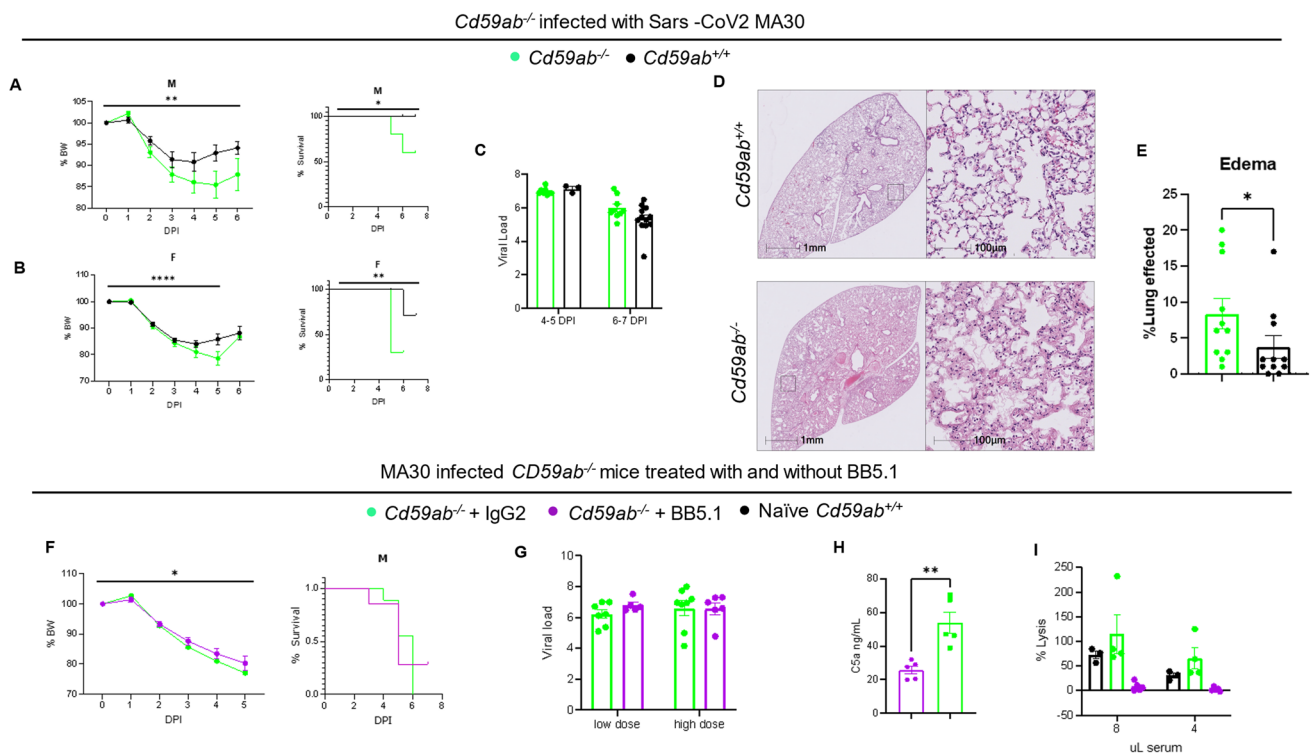 Cd59ab-/- infected with Sars -CoV2 MA30
Cd59ab-/- Cd59ab+/+
A
M
**
105
100
95
90
85
80
% BW
0 1 2 3 4 5 6
DPI
M
*
100
50
0
% Survival
0 2 4 6 8
DPI
B
F
****
110
100
90
80
70
% BW
0 1 2 3 4 5 6
DPI
F
**
100
50
0
% Survival
0 2 4 6 8
DPI
C
8
6
4
2
0
Viral Load
4-5 DPI 6-7 DPI
D
Cd59ab+/+
1mm
100µm
Cd59ab-/-
1mm
100µm
E
Edema
*
25
20
15
10
5
0
%Lung effected
MA30 infected CD59ab-/- mice treated with and without BB5.1
Cd59ab-/- + IgG2 Cd59ab-/- + BB5.1 Naïve Cd59ab+/+
F
*
110
100
90
80
70
% BW
0 1 2 3 4 5
DPI
M
1.0
0.5
0.0
% Survival
0 2 4 6 8
DPI
G
10
8
6
4
2
0
Viral load
low dose high dose
H
**
80
60
40
20
0
C5a ng/mL
I
250
200
150
100
50
0
-50
% Lysis
8 4
uL serum